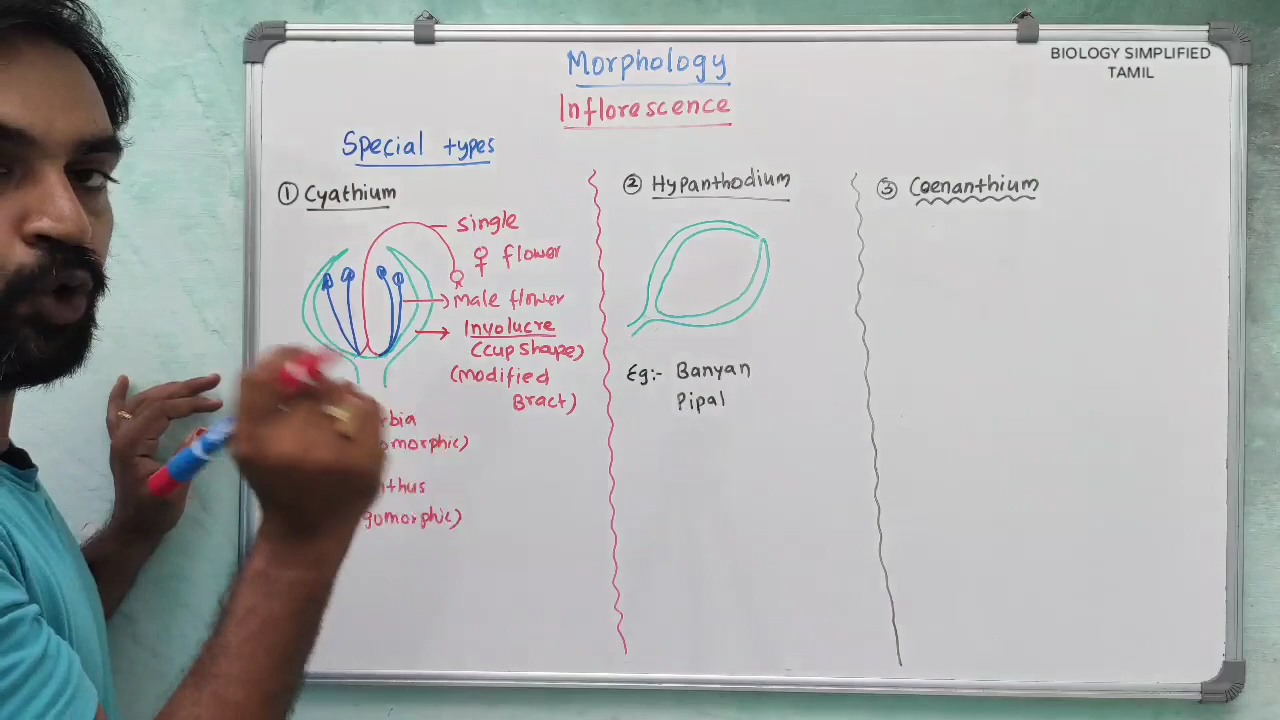 BIOLOGY SIMPLIFIED
TAMIL
Morphology
Inflorescence
Special types
① Cyathium
single
♀ flower
male flower
Involucre
(cup shape)
(modified
Bract)
② Hypanthodium
Eg:- Banyan
Pipal
③ Coenanthium